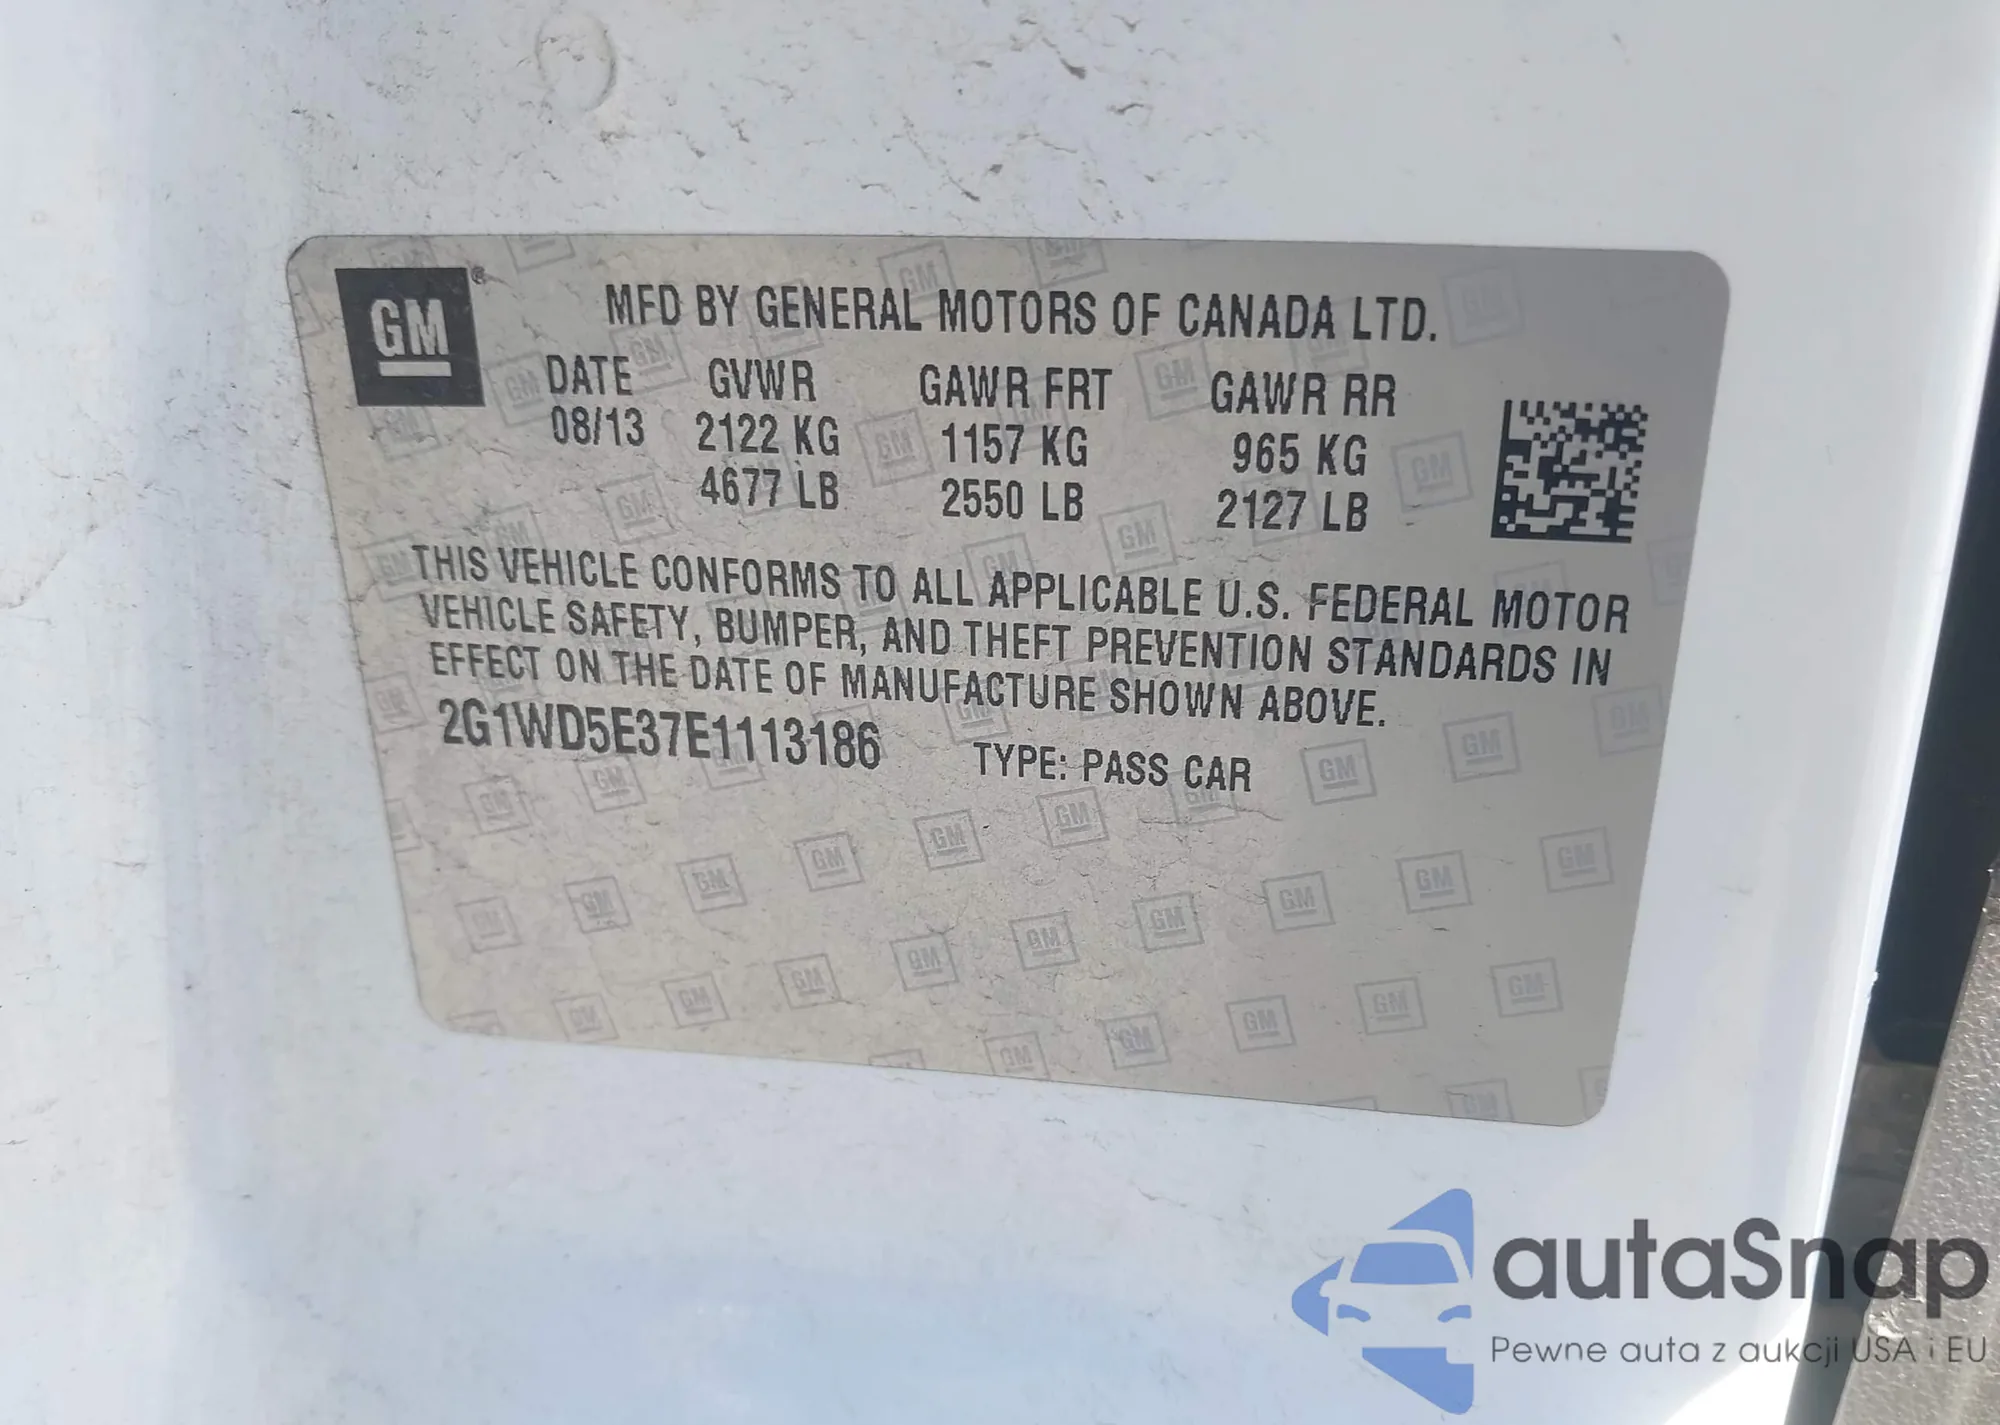 GM®
MFD BY GENERAL MOTORS OF CANADA LTD.
DATE GVWR GAWR FRT GAWR RR
08/13 2122 KG 1157 KG 965 KG
4677 LB 2550 LB 2127 LB
THIS VEHICLE CONFORMS TO ALL APPLICABLE U.S. FEDERAL MOTOR
VEHICLE SAFETY, BUMPER, AND THEFT PREVENTION STANDARDS IN
EFFECT ON THE DATE OF MANUFACTURE SHOWN ABOVE.
2G1WD5E37E1113186 TYPE: PASS CAR
autaSnap
Pewne auta z aukcji USA i EU